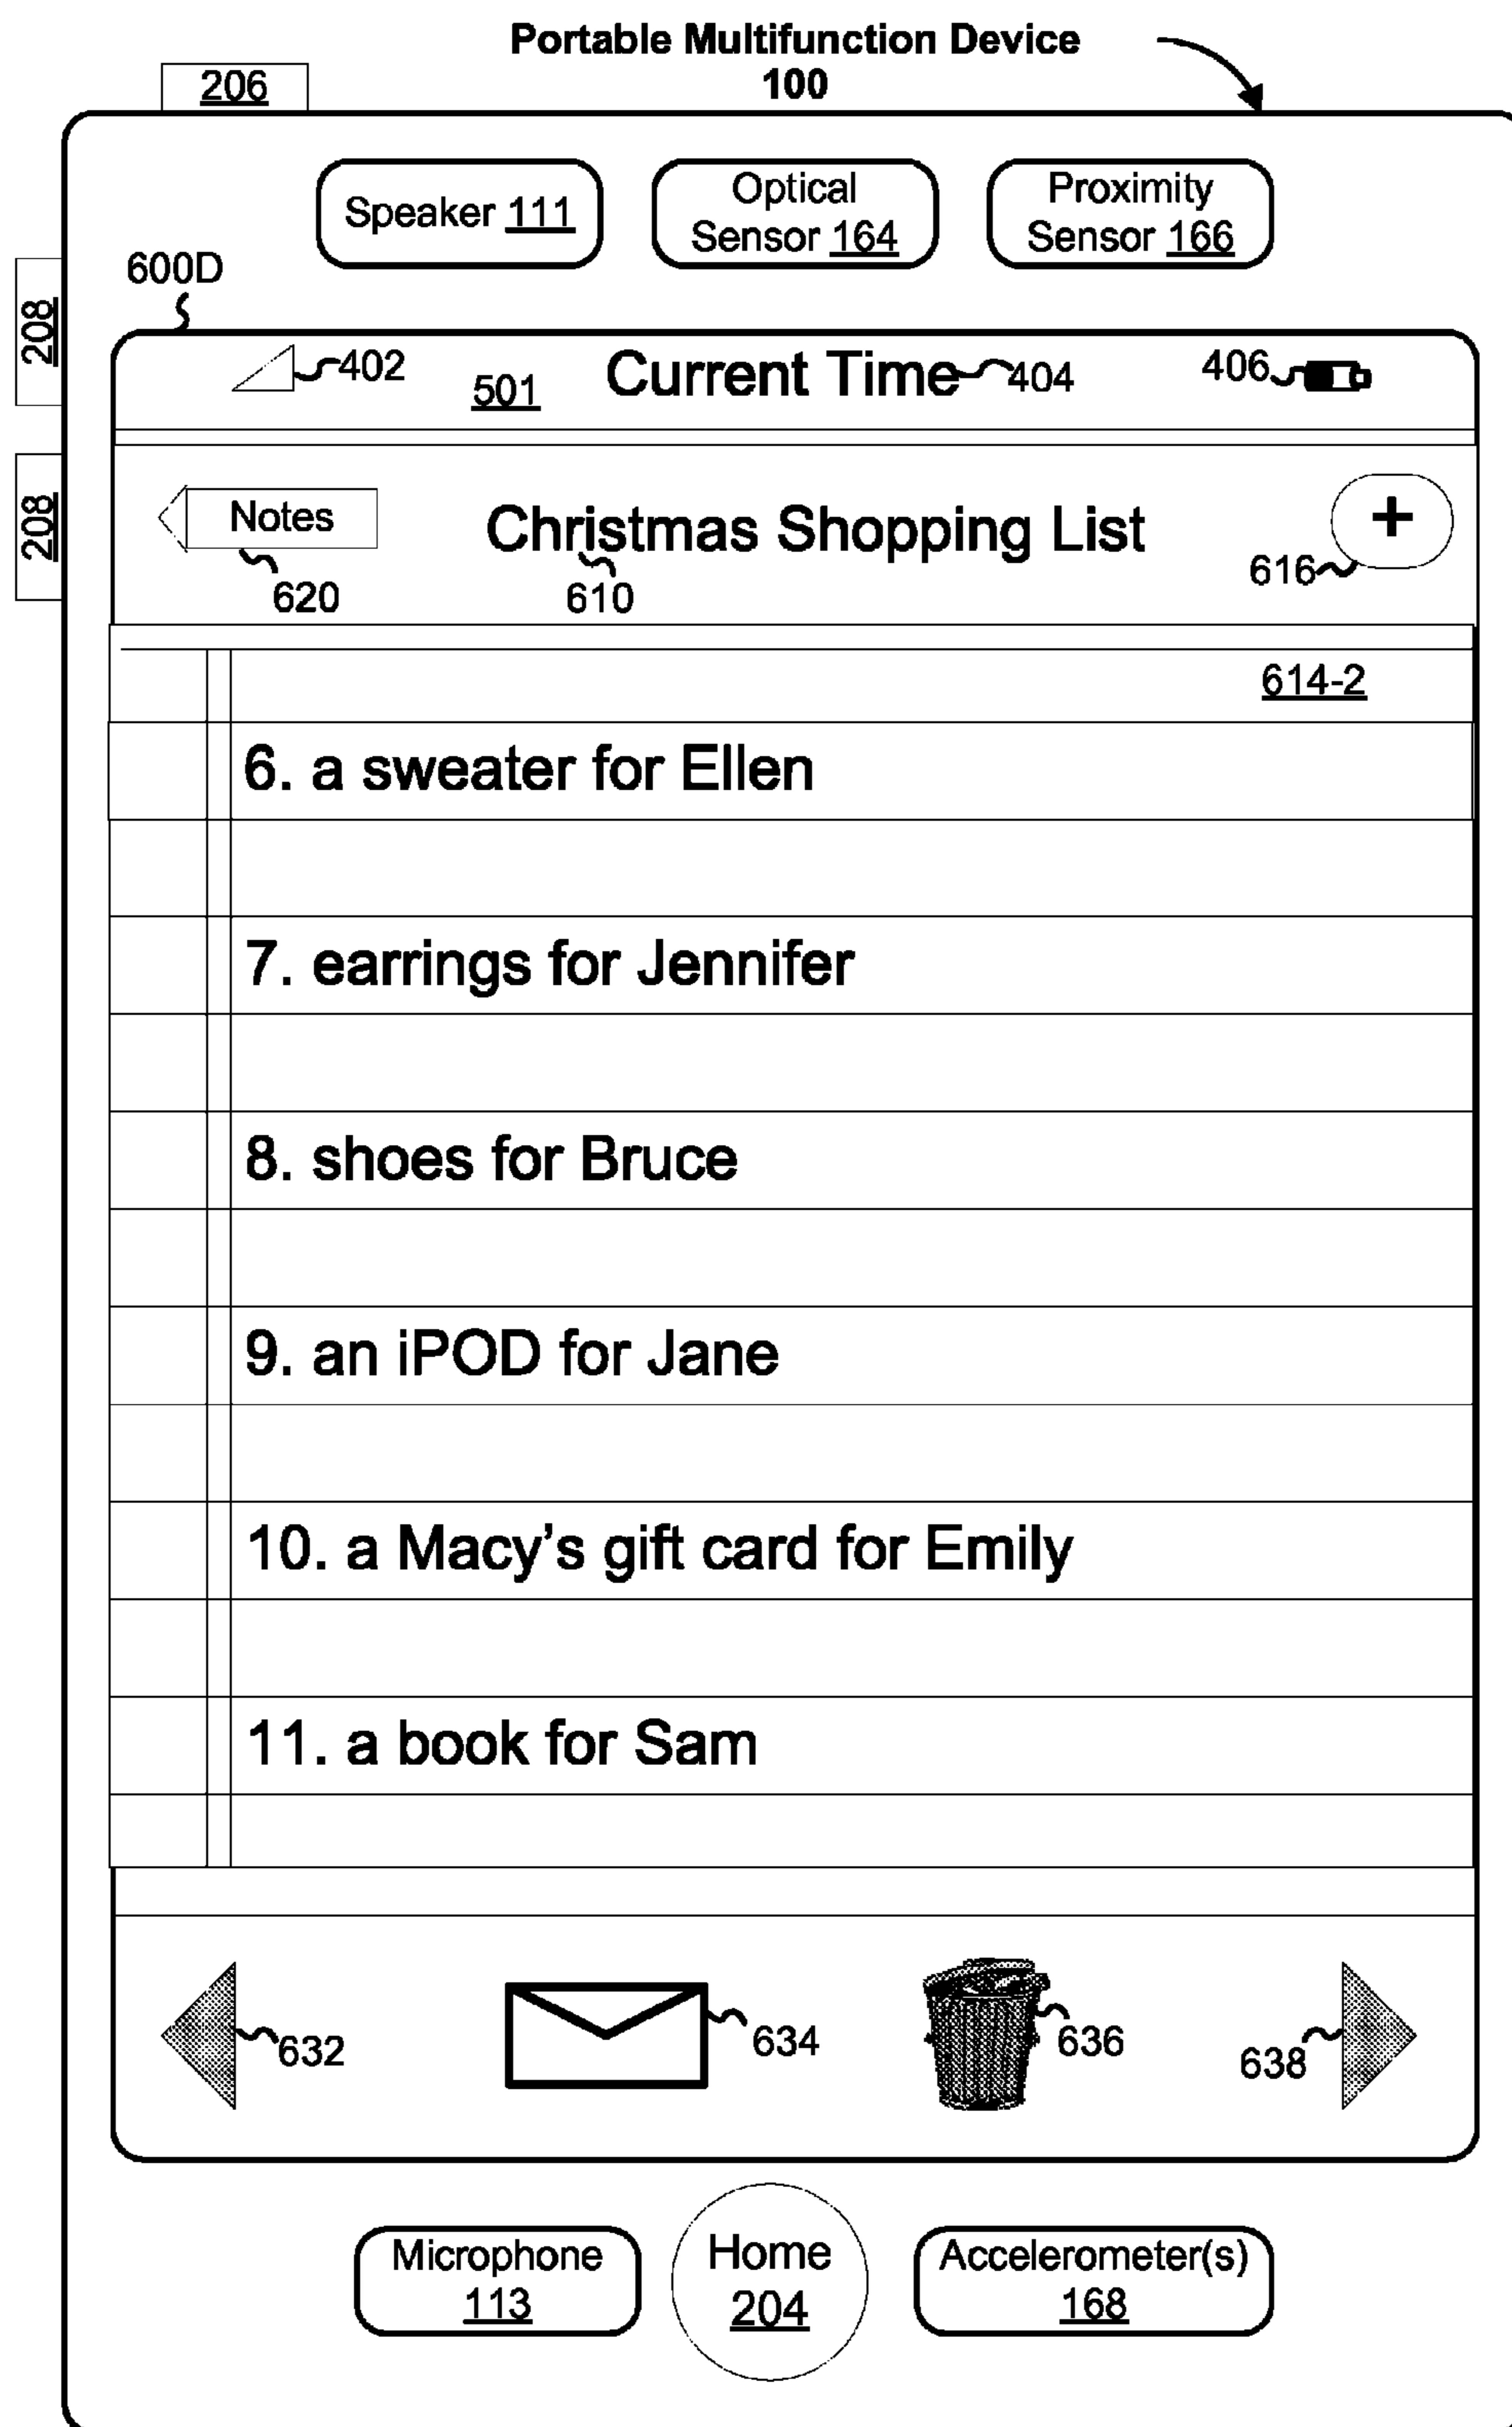 Portable Multifunction Device
100
206
Speaker 111
Optical
Sensor 164
Proximity
Sensor 166
208
600D
402
501
Current Time
404
406
208
Notes
Christmas Shopping List
+
620
610
616
614-2
6. a sweater for Ellen
7. earrings for Jennifer
8. shoes for Bruce
9. an iPOD for Jane
10. a Macy’s gift card for Emily
11. a book for Sam
632
634
636
638
Microphone
113
Home
204
Accelerometer(s)
168